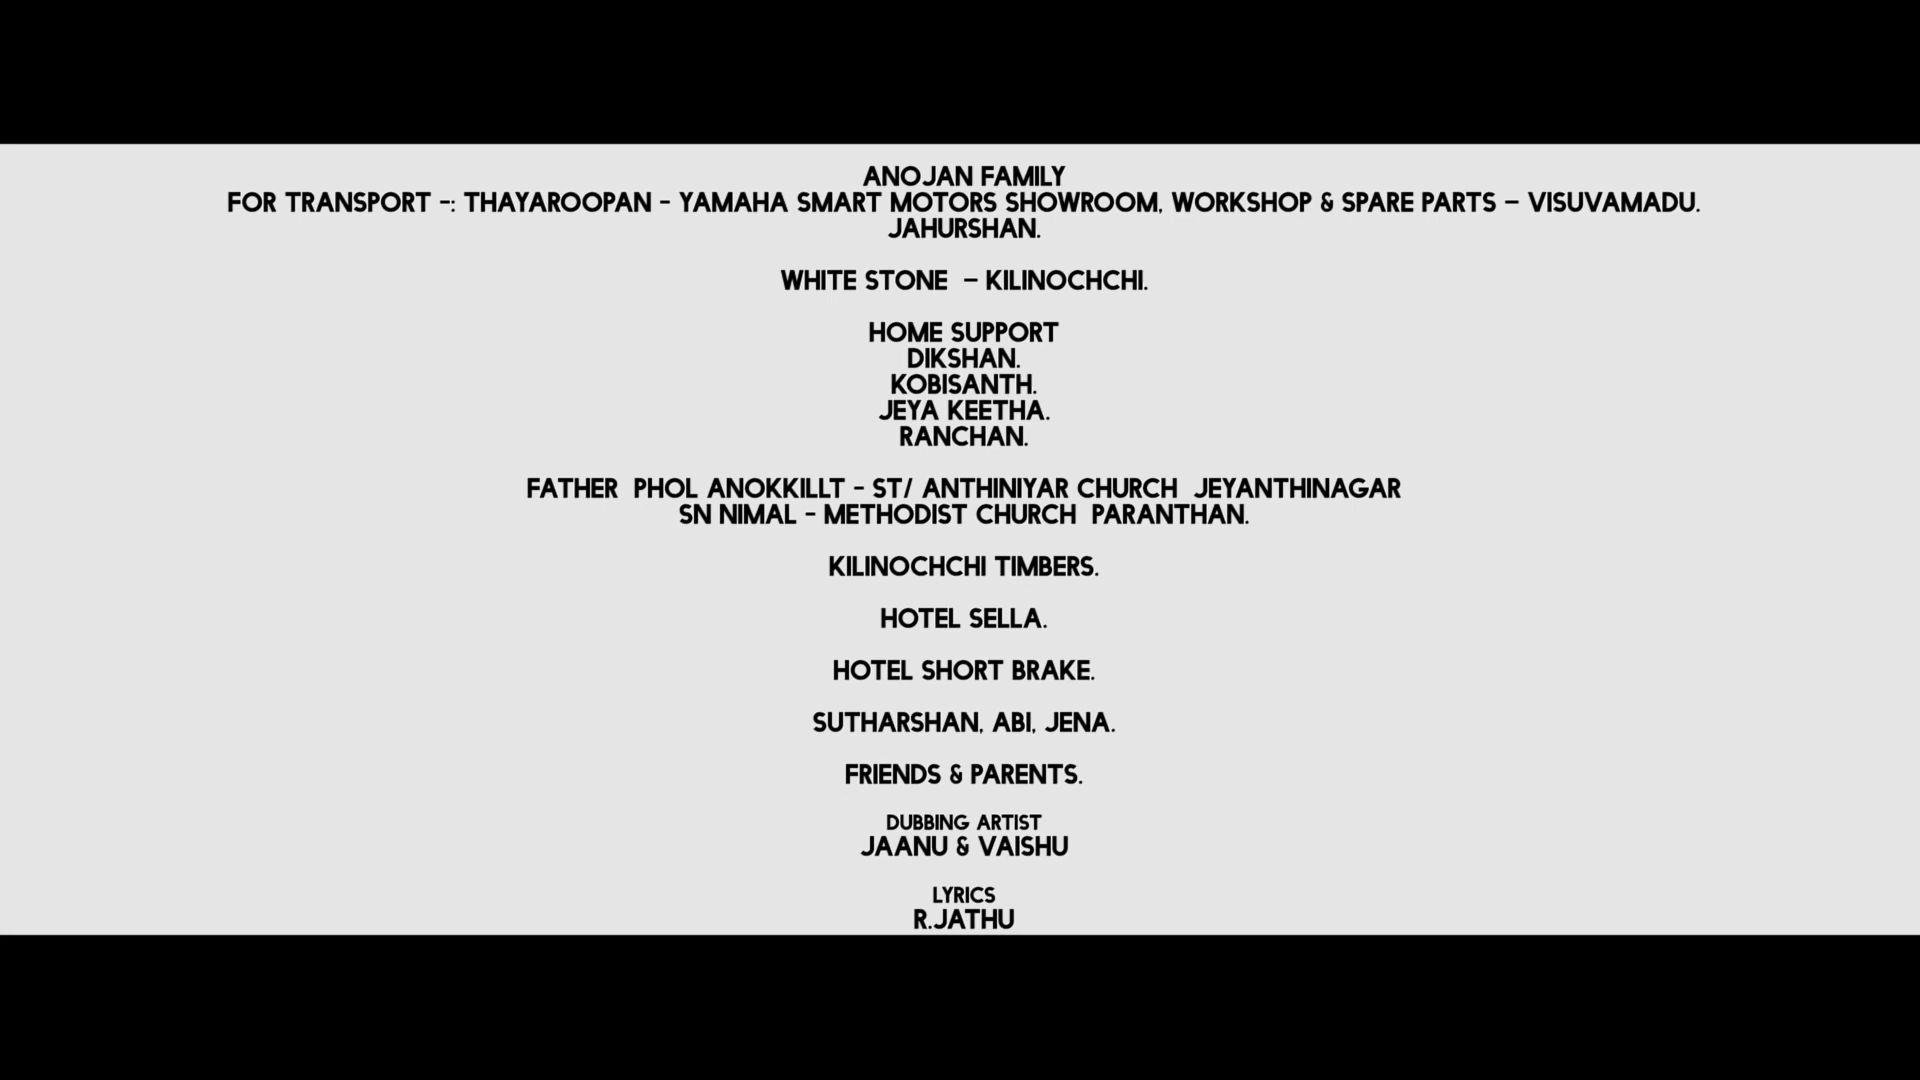 ANOJAN FAMILY
FOR TRANSPORT -: THAYAROOPAN - YAMAHA SMART MOTORS SHOWROOM, WORKSHOP & SPARE PARTS – VISUVAMADU.
JAHURSHAN.
WHITE STONE – KILINOCHCHI.
HOME SUPPORT
DIKSHAN.
KOBISANTH.
JEYA KEETHA.
RANCHAN.
FATHER PHOL ANOKKILLT - ST/ ANTHINIYAR CHURCH JEYANTHINAGAR
SN NIMAL - METHODIST CHURCH PARANTHAN.
KILINOCHCHI TIMBERS.
HOTEL SELLA.
HOTEL SHORT BRAKE.
SUTHARSHAN, ABI, JENA.
FRIENDS & PARENTS.
DUBBING ARTIST
JAANU & VAISHU
LYRICS
R.JATHU